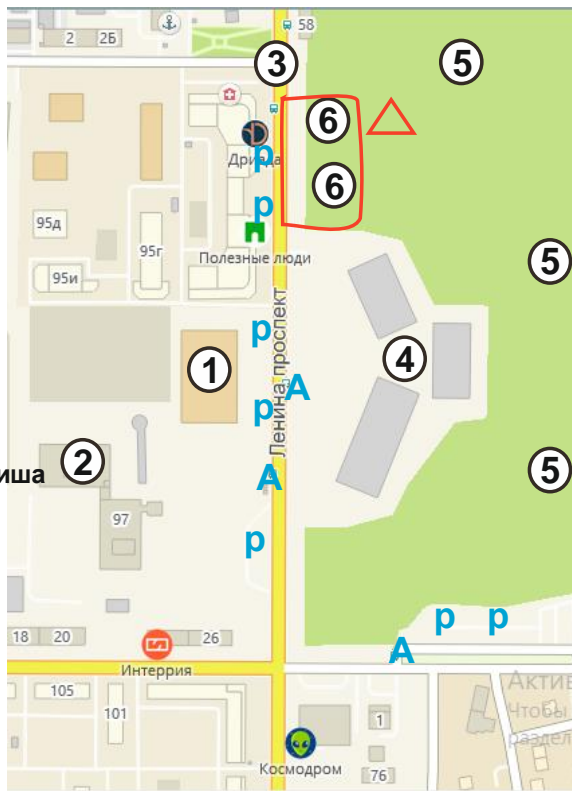 2
2Б
58
3
5
6
р
Дриада
6
р
95д
95г
Полезные люди
5
95и
р
Ленина проспект
1
4
А
р
иша
2
А
5
97
р
р
р
18
20
26
А
Интеррия
105
101
1
Актив
Чтобы
раздел
Космодром
76